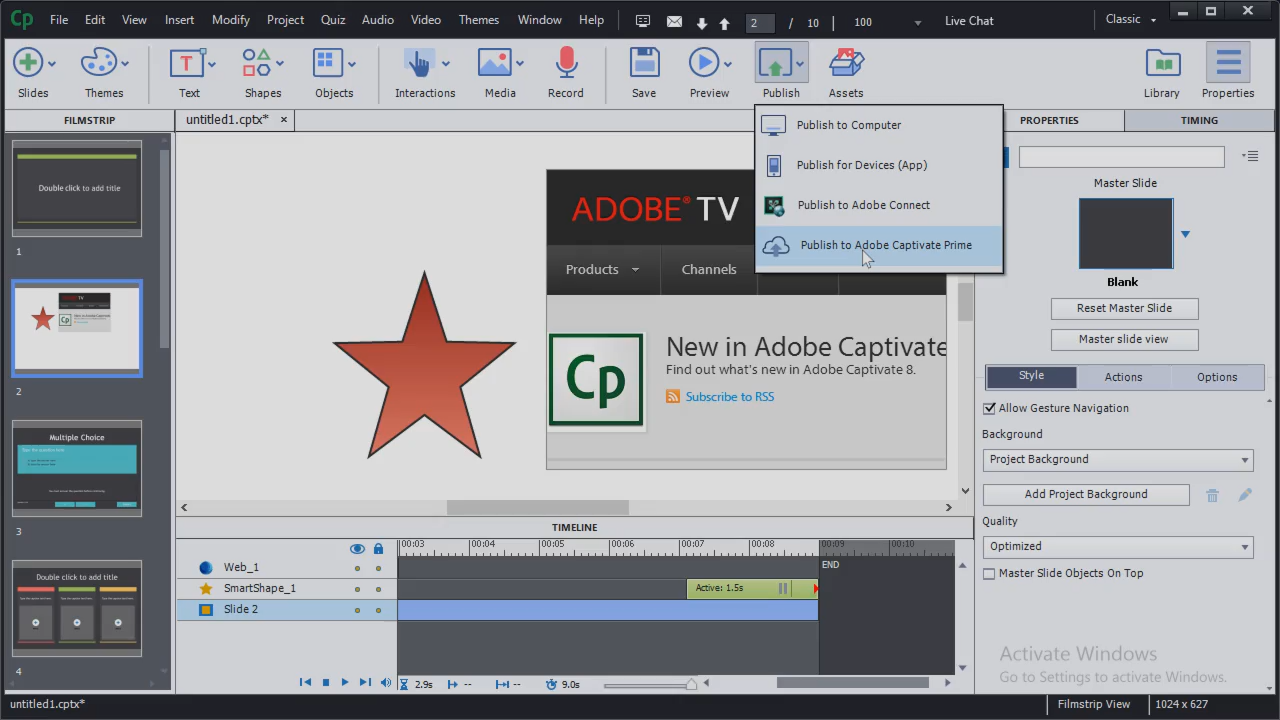 Cp File Edit View Insert Modify Project Quiz Audio Video Themes Window Help 2 / 10 100 Live Chat Classic
Slides Themes Text Shapes Objects Interactions Media Record Save Preview Publish Assets Library Properties
FILMSTRIP
untitled1.cptx*
PROPERTIES
TIMING
Publish to Computer
Publish for Devices (App)
Publish to Adobe Connect
Publish to Adobe Captivate Prime
Double click to add title
1
ADOBE TV
New in Adobe Captivate
2
Multiple Choice
3
Double click to add title
4
ADOBE® TV
Products
Channels
Cp
New in Adobe Captivate
Find out what's new in Adobe Captivate 8.
Subscribe to RSS
Master Slide
Blank
Reset Master Slide
Master slide view
Style
Actions
Options
Allow Gesture Navigation
Background
Project Background
Add Project Background
Quality
Optimized
Master Slide Objects On Top
TIMELINE
00:03 00:04 00:05 00:06 00:07 00:08 00:09 00:10
Web_1
END
SmartShape_1
Active: 1.5s
Slide 2
2.9s -- -- 9.0s
Activate Windows
Go to Settings to activate Windows.
untitled1.cptx*
Filmstrip View
1024 x 627